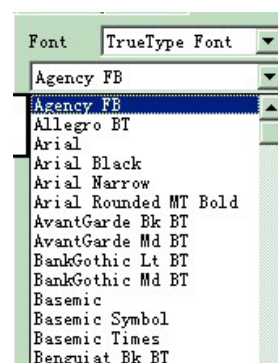 Font TrueType Font
Agency FB
Agency FB
Allegro BT
Arial
Arial Black
Arial Narrow
Arial Rounded MT Bold
AvantGarde Bk BT
AvantGarde Md BT
BankGothic Lt BT
BankGothic Md BT
Basemic
Basemic Symbol
Basemic Times
Benguiat Bk BT